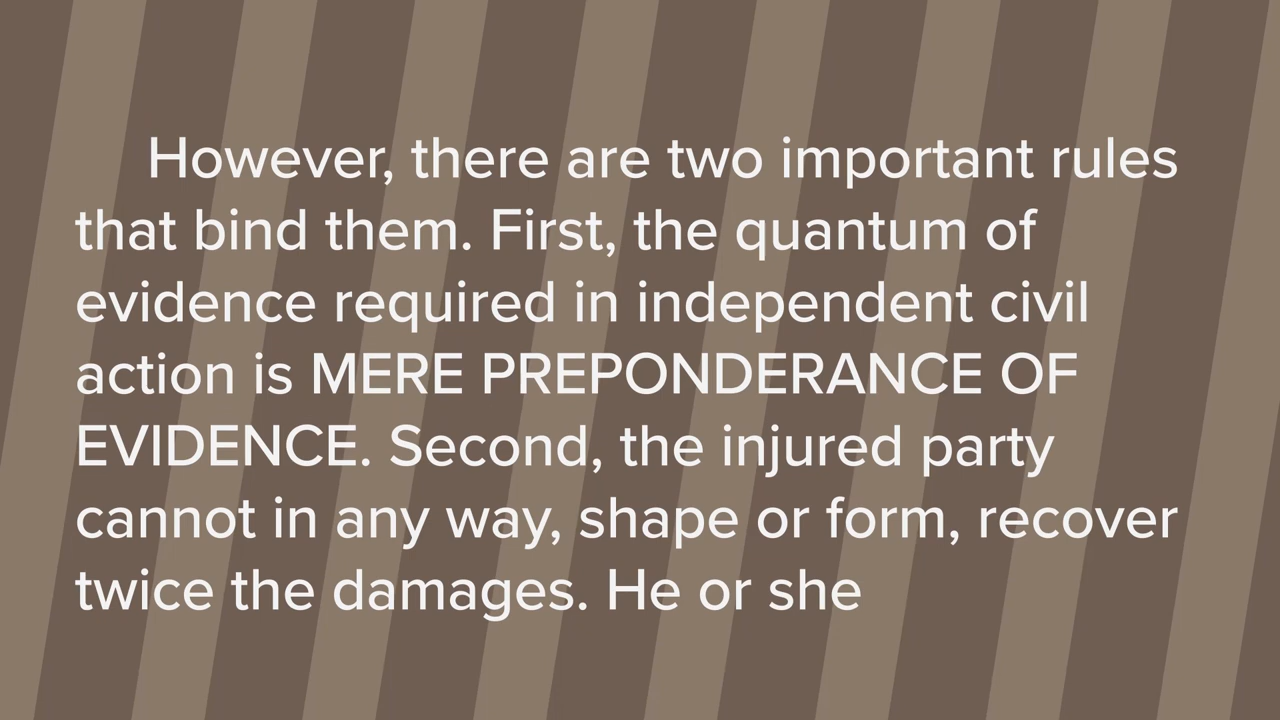 However, there are two important rules
that bind them. First, the quantum of
evidence required in independent civil
action is MERE PREPONDERANCE OF
EVIDENCE. Second, the injured party
cannot in any way, shape or form, recover
twice the damages. He or she